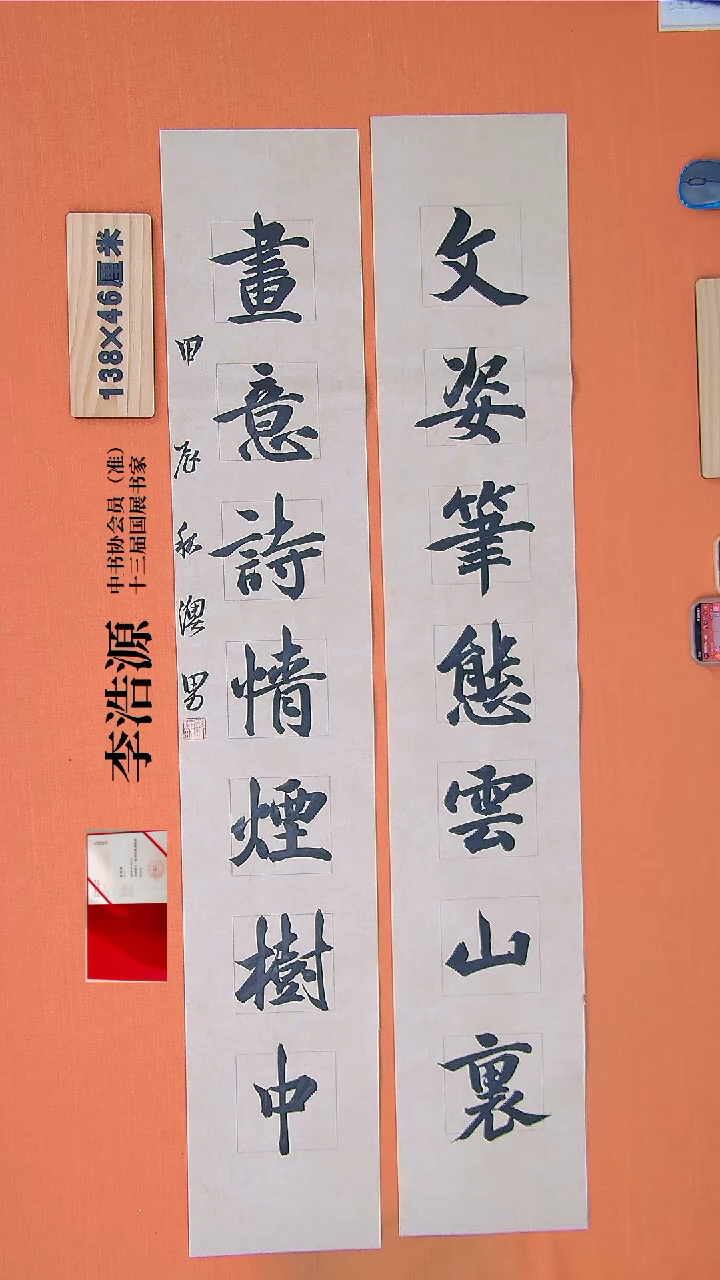 文姿筆態雲山裏
畫意詩情煙樹中
甲辰秋澳男
138×46厘米
李浩源
中书协会员（准）
十三届国展书家